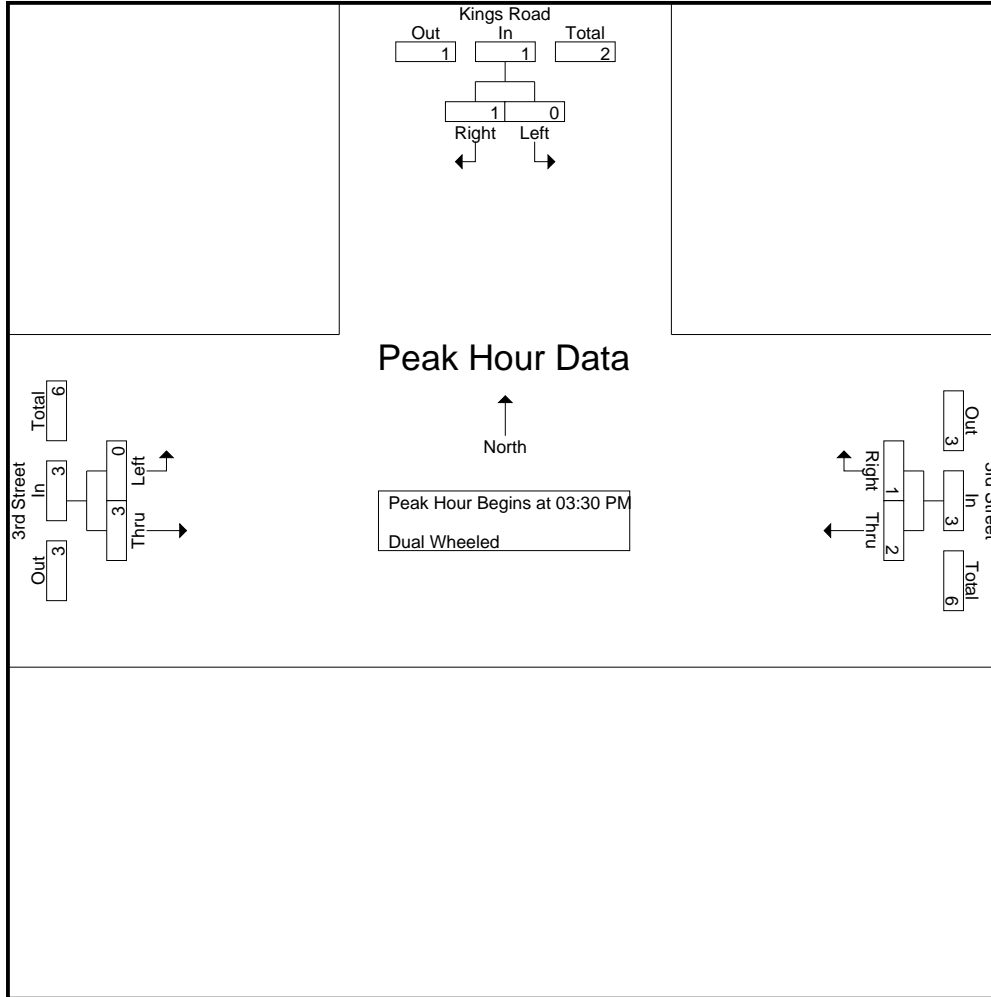 Kings Road
Out In Total
1 1 2
1 0
Right Left
Peak Hour Data
North
Peak Hour Begins at 03:30 PM
Dual Wheeled
3rd Street
Out In Total
3 3 6
0 3
Left Thru
3rd Street
Out In Total
3 3 6
1 2
Right Thru